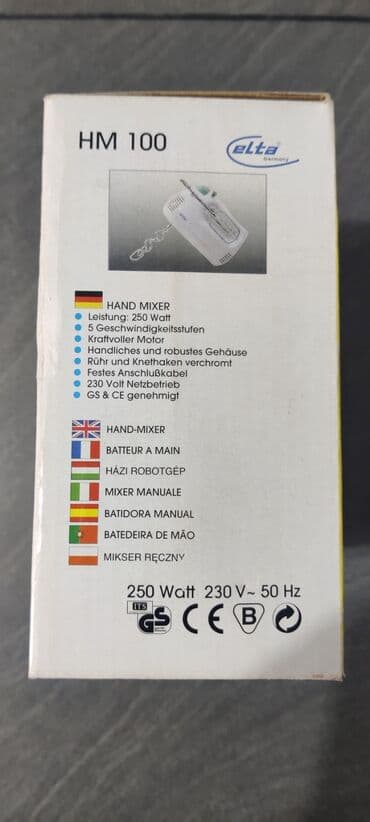 HM 100
elta
Germany
HAND MIXER
Leistung: 250 Watt
5 Geschwindigkeitsstufen
Kraftvoller Motor
Handliches und robustes Gehäuse
Rühr und Knethaken verchromt
Festes Anschlußkabel
230 Volt Netzbetrieb
GS & CE genehmigt
HAND-MIXER
BATTEUR A MAIN
HÁZI ROBOTGÉP
MIXER MANUALE
BATIDORA MANUAL
BATEDEIRA DE MÃO
MIKSER RĘCZNY
250 Watt 230 V~ 50 Hz
ITS
GS CE B